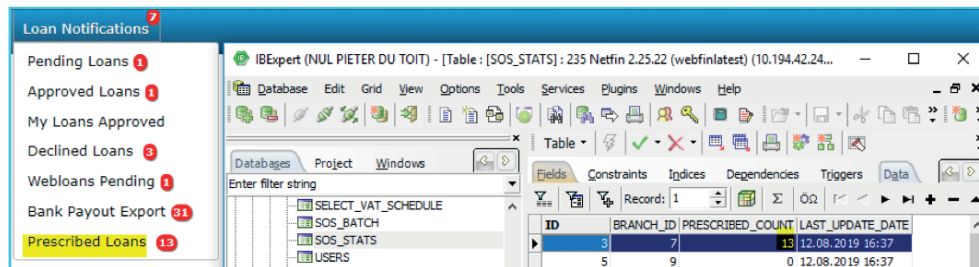 7
Loan Notifications
Pending Loans 1
Approved Loans 1
My Loans Approved
Declined Loans 3
Webloans Pending 1
Bank Payout Export 31
Prescribed Loans 13
IBExpert (NUL PIETER DU TOIT) - [Table : [SOS_STATS] : 235 Netfin 2.25.22 (webfinlatest) (10.194.42.24...
Database Edit Grid View Options Tools Services Plugins Windows Help
Table
Databases Project Windows
Enter filter string
SELECT_VAT_SCHEDULE
SOS_BATCH
SOS_STATS
USERS
Fields Constraints Indices Dependencies Triggers Data
Record: 1
ID BRANCH_ID PRESCRIBED_COUNT LAST_UPDATE_DATE
3 7 13 12.08.2019 16:37
5 9 0 12.08.2019 16:37